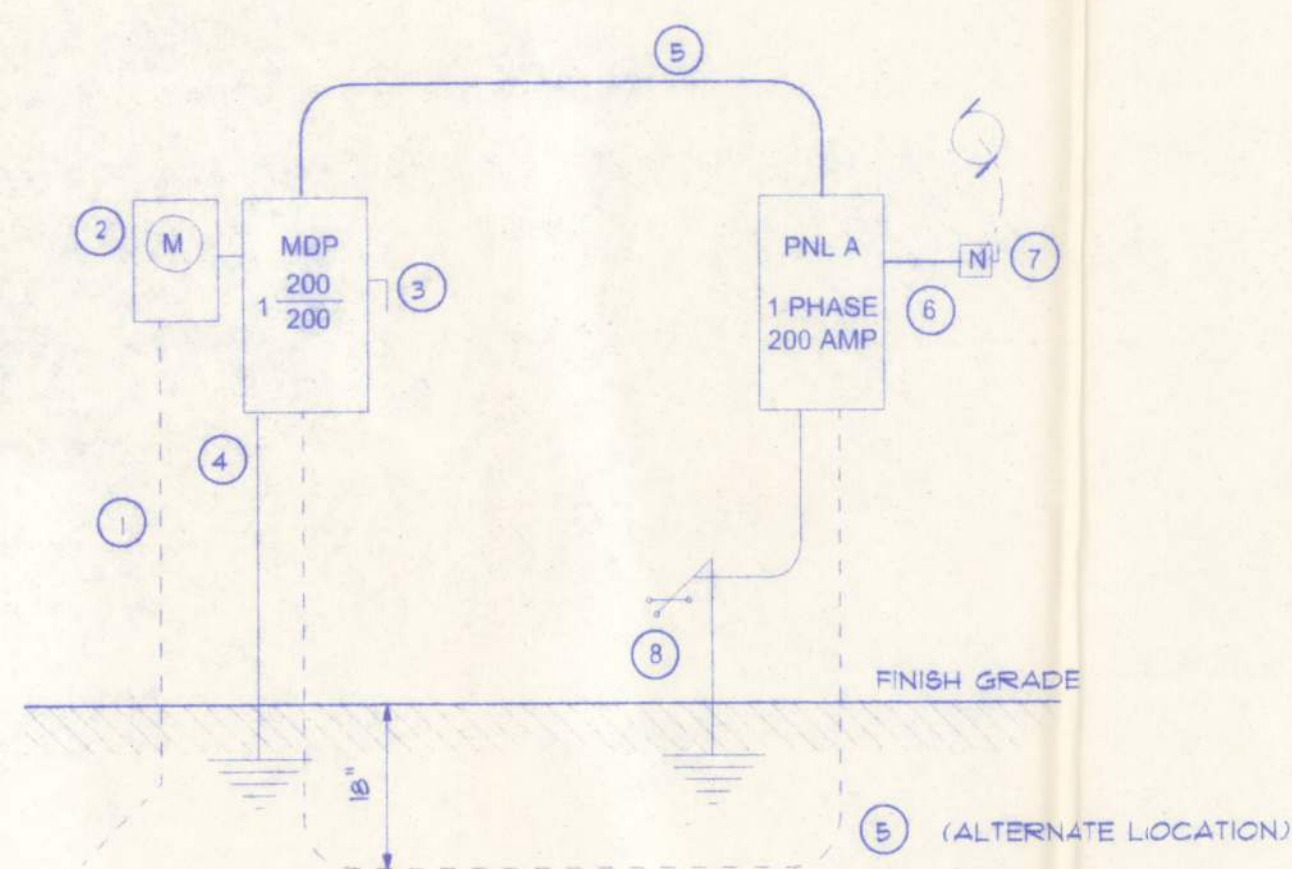 5
2
M
MDP
1 200
200
3
PNL A
1 PHASE
200 AMP
N
7
6
4
1
8
FINISH GRADE
18"
5 (ALTERNATE LOCATION)